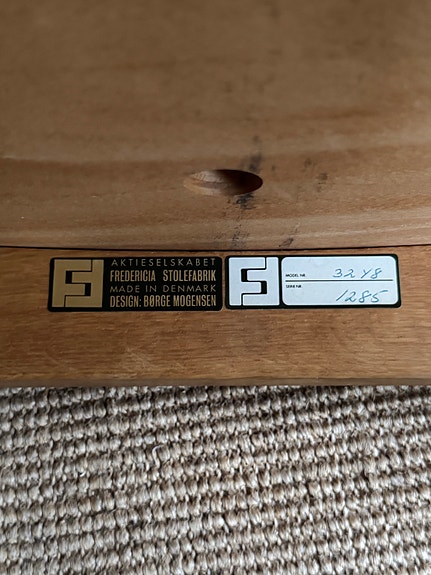 AKTIESELSKABET
FREDERICIA STOLEFABRIK
MADE IN DENMARK
DESIGN: BØRGE MOGENSEN
MODEL NR. 3248
SERIE NR. 1285